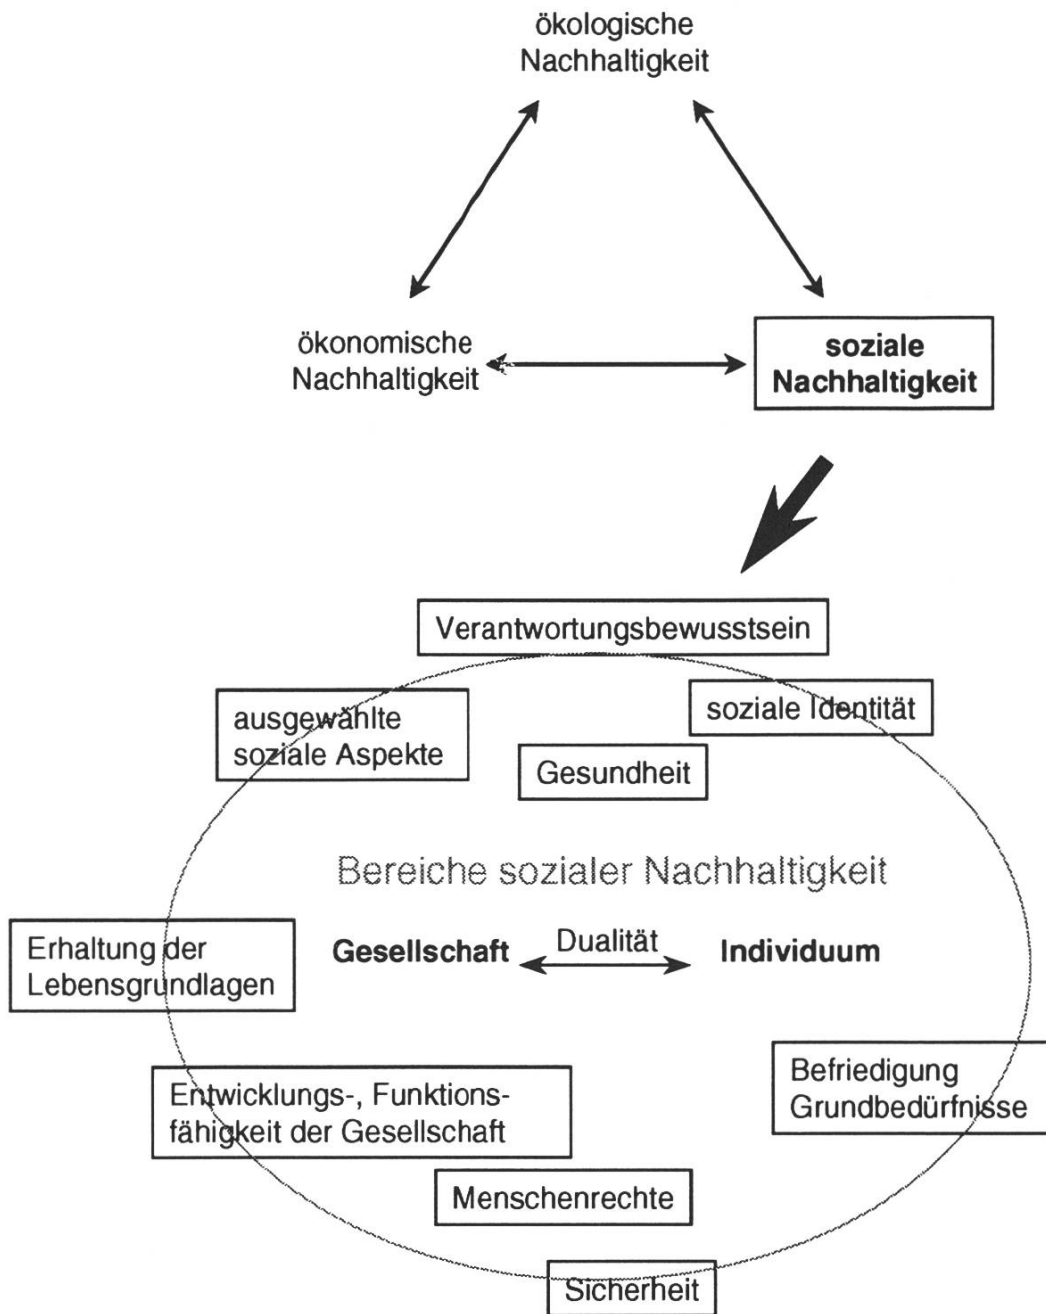 ökologische
Nachhaltigkeit
ökonomische
Nachhaltigkeit
soziale
Nachhaltigkeit
Verantwortungsbewusstsein
ausgewählte
soziale Aspekte
soziale Identität
Gesundheit
Bereiche sozialer Nachhaltigkeit
Erhaltung der
Lebensgrundlagen
Gesellschaft
Dualität
Individuum
Befriedigung
Grundbedürfnisse
Entwicklungs-, Funktions-
fähigkeit der Gesellschaft
Menschenrechte
Sicherheit